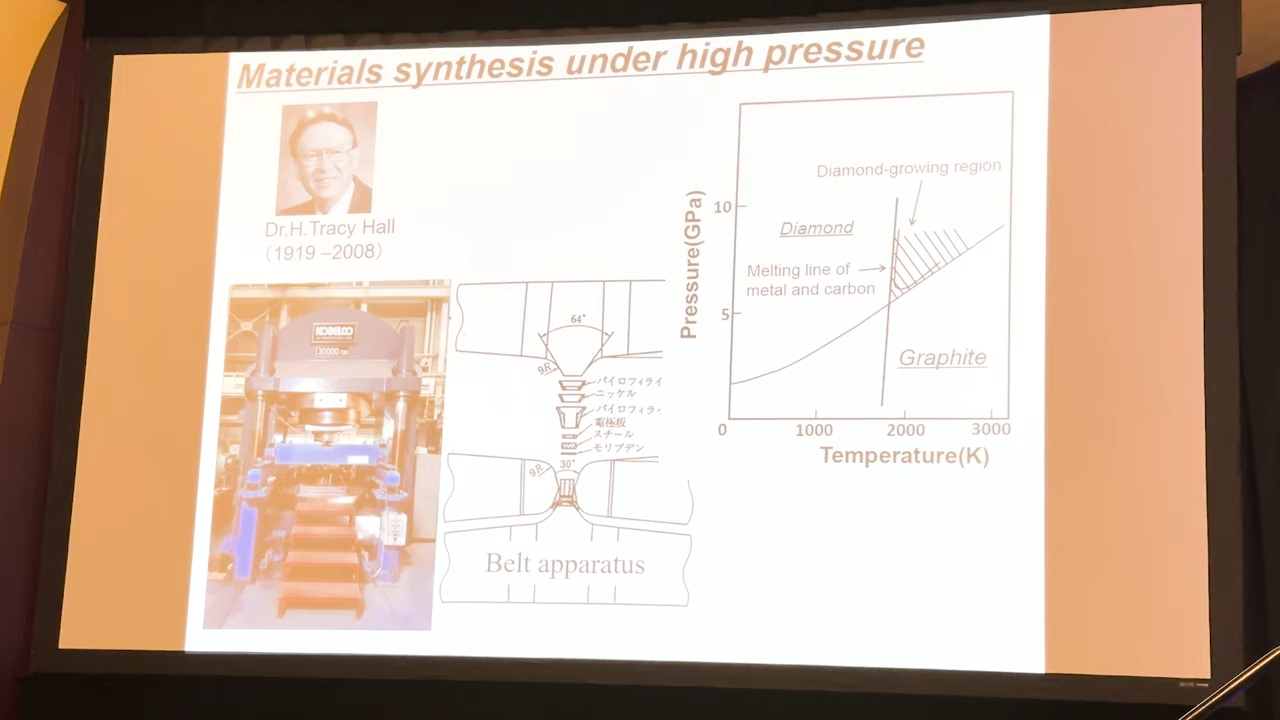 Materials synthesis under high pressure
Dr.H.Tracy Hall
(1919 –2008)
KOBELCO
64°
9R
パイロフィライ
ニッケル
パイロフィラィ
電極板
スチール
モリブデン
9R
30°
Belt apparatus
Pressure(GPa)
10
5
0
1000
2000
3000
Temperature(K)
Diamond-growing region
Diamond
Melting line of
metal and carbon
Graphite